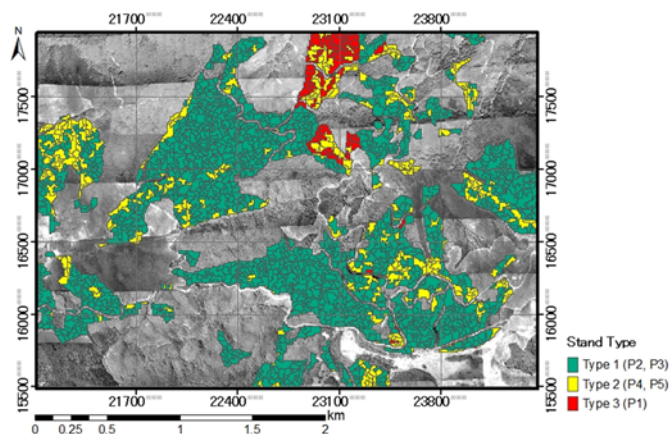 21700 22400 23100 23800
N
17500
17000
16500
16000
15500
17500
17000
16500
16000
15500
21700 22400 23100 23800
km
0 0.25 0.5 1 1.5 2
Stand Type
Type 1 (P2, P3)
Type 2 (P4, P5)
Type 3 (P1)